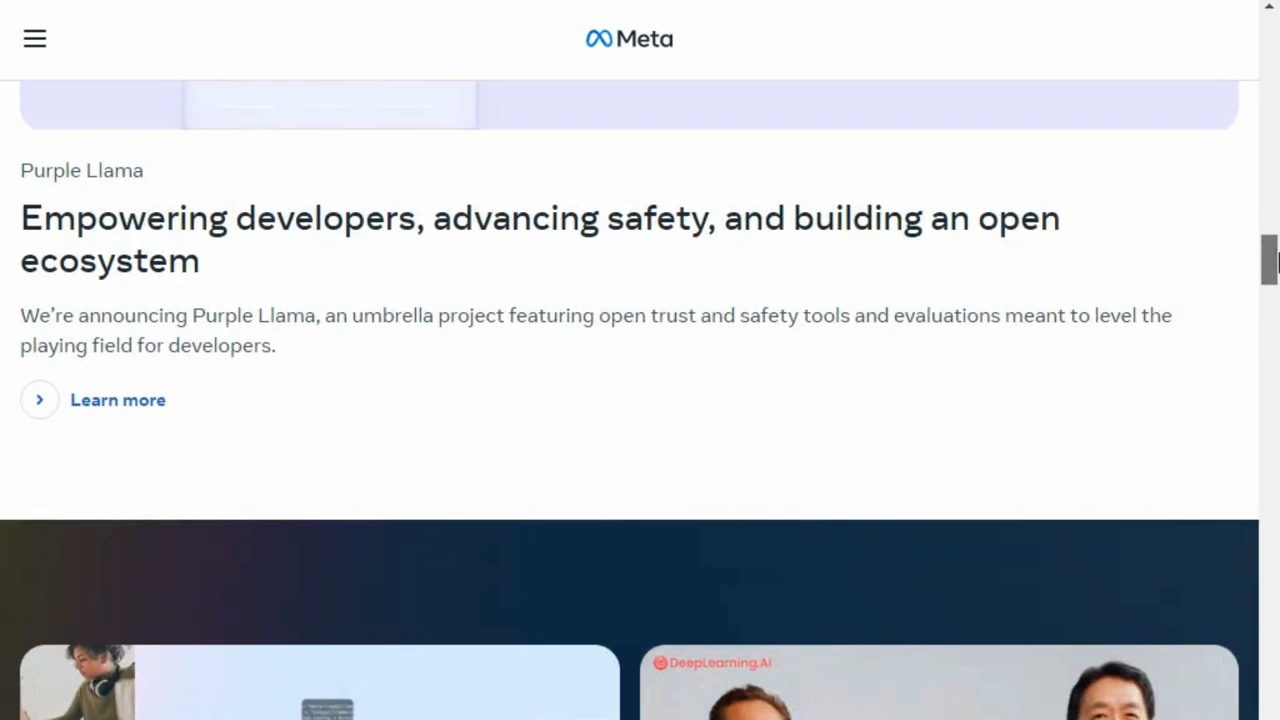 Meta
Purple Llama
Empowering developers, advancing safety, and building an open
ecosystem
We’re announcing Purple Llama, an umbrella project featuring open trust and safety tools and evaluations meant to level the
playing field for developers.
Learn more
DeepLearning.AI